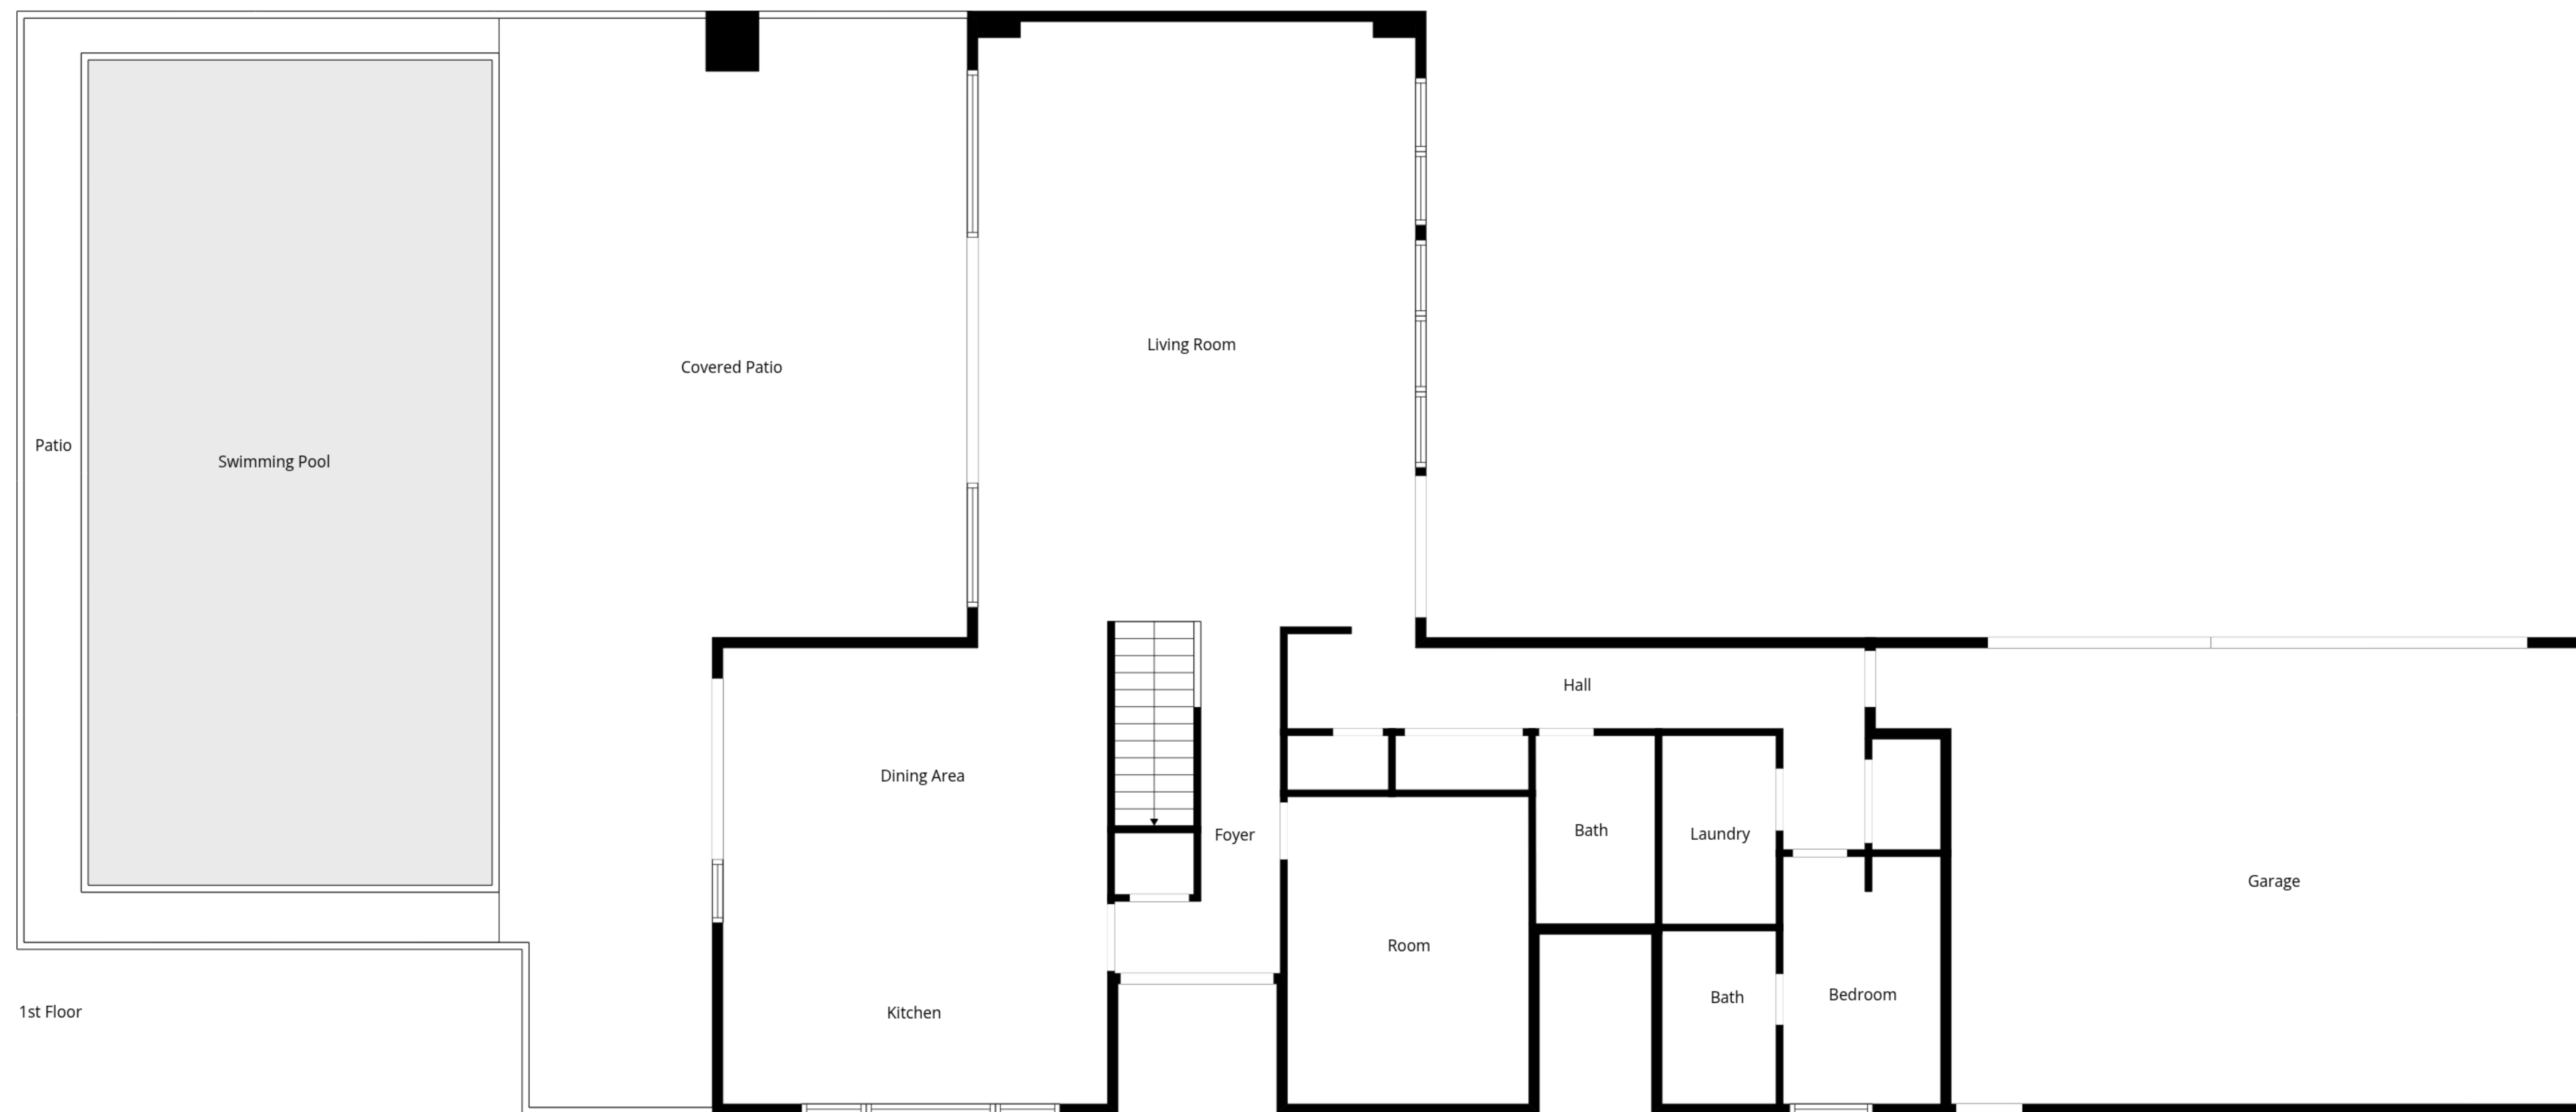 Living Room
Covered Patio
Patio
Swimming Pool
Hall
Dining Area
Foyer
Bath
Laundry
Garage
Room
Bath
Bedroom
1st Floor
Kitchen